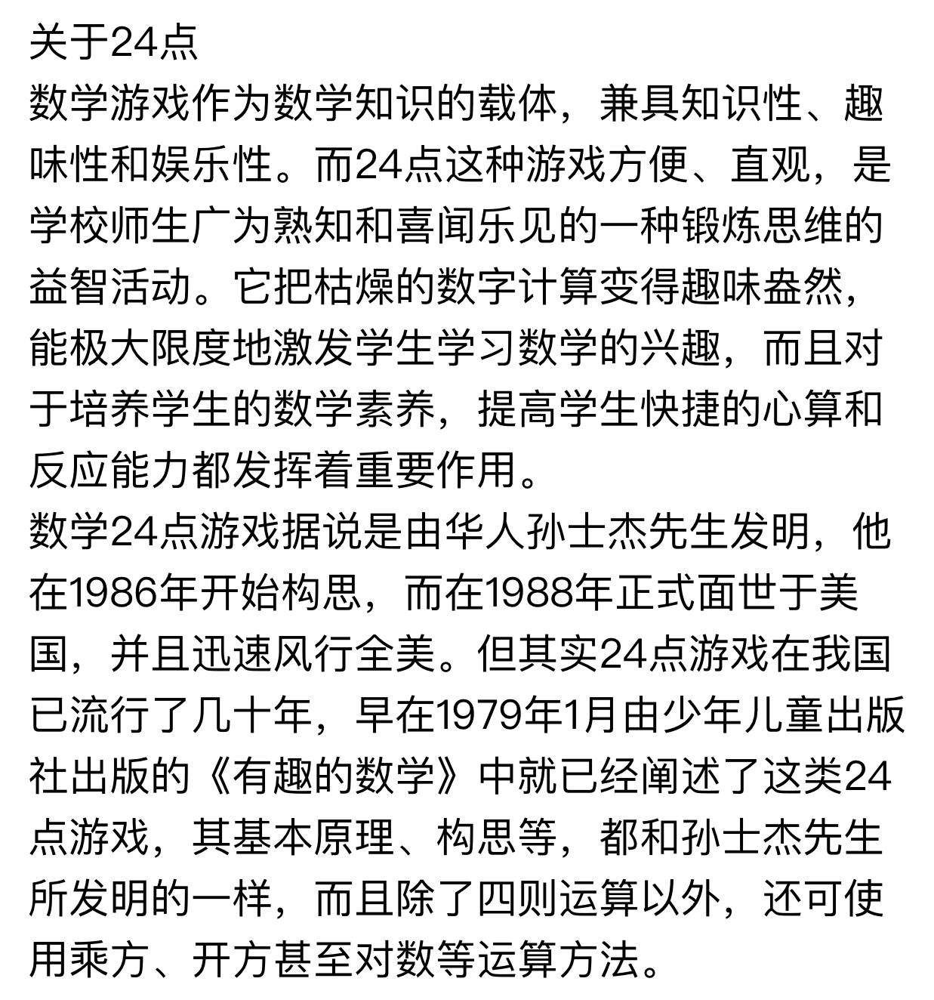 关于24点
数学游戏作为数学知识的载体，兼具知识性、趣
味性和娱乐性。而24点这种游戏方便、直观，是
学校师生广为熟知和喜闻乐见的一种锻炼思维的
益智活动。它把枯燥的数字计算变得趣味盎然，
能极大限度地激发学生学习数学的兴趣，而且对
于培养学生的数学素养，提高学生快捷的心算和
反应能力都发挥着重要作用。
数学24点游戏据说是由华人孙士杰先生发明，他
在1986年开始构思，而在1988年正式面世于美
国，并且迅速风行全美。但其实24点游戏在我国
已流行了几十年，早在1979年1月由少年儿童出版
社出版的《有趣的数学》中就已经阐述了这类24
点游戏，其基本原理、构思等，都和孙士杰先生
所发明的一样，而且除了四则运算以外，还可使
用乘方、开方甚至对数等运算方法。